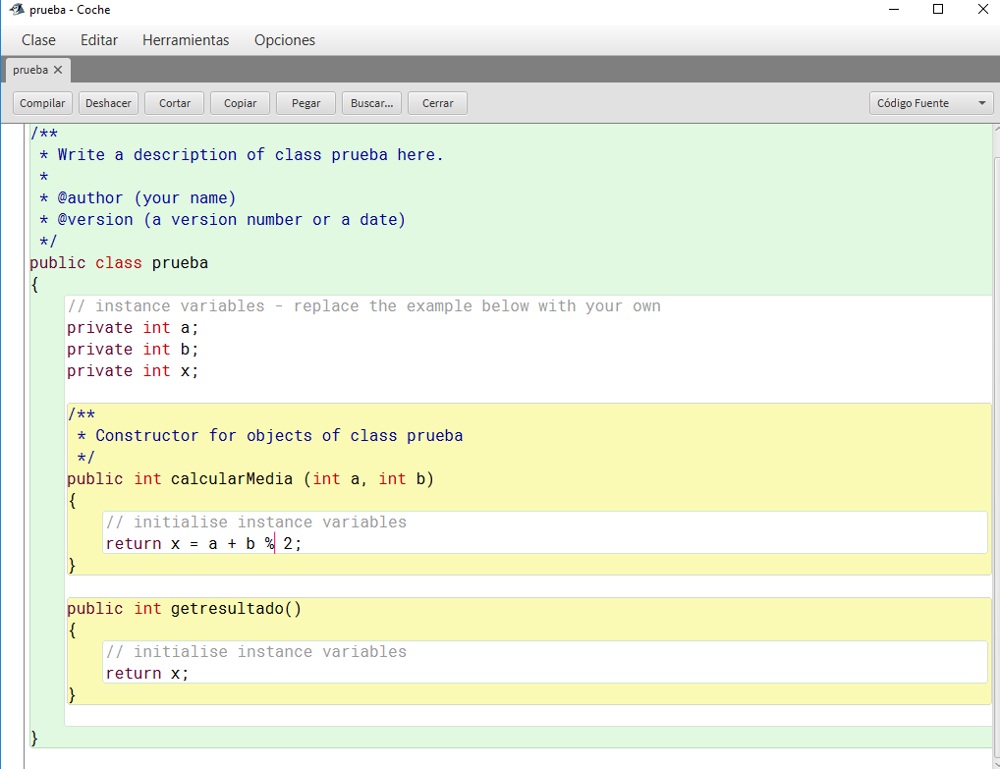 prueba - Coche
Clase Editar Herramientas Opciones
prueba
Compilar Deshacer Cortar Copiar Pegar Buscar... Cerrar Código Fuente
/**
 * Write a description of class prueba here.
 *
 * @author (your name)
 * @version (a version number or a date)
 */
public class prueba
{
    // instance variables - replace the example below with your own
    private int a;
    private int b;
    private int x;
    /**
     * Constructor for objects of class prueba
     */
    public int calcularMedia (int a, int b)
    {
        // initialise instance variables
        return x = a + b % 2;
    }
    public int getresultado()
    {
        // initialise instance variables
        return x;
    }
}